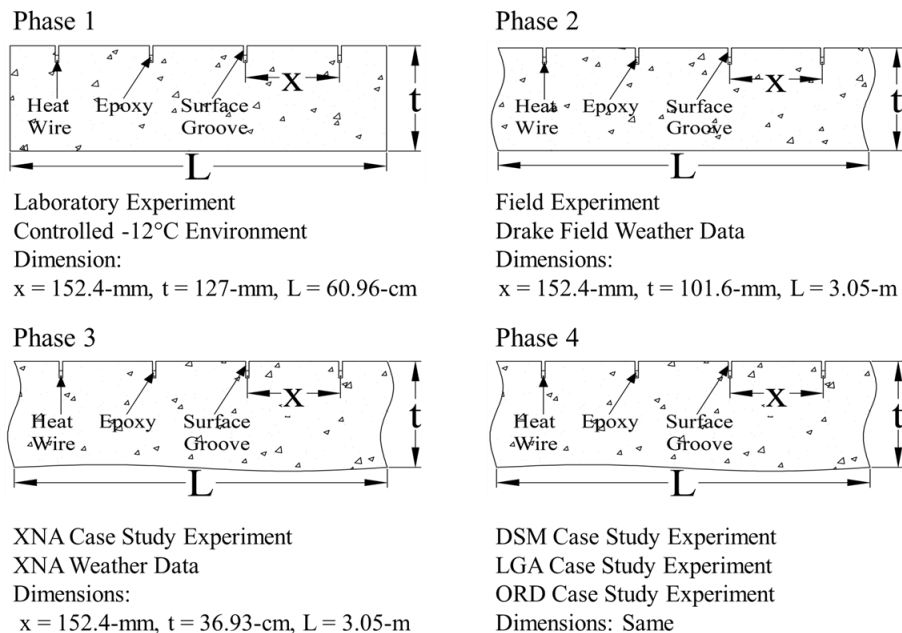 Phase 1
x
t
Heat Wire
Epoxy
Surface Groove
L
Laboratory Experiment
Controlled -12°C Environment
Dimension:
x = 152.4-mm, t = 127-mm, L = 60.96-cm
Phase 2
x
t
Heat Wire
Epoxy
Surface Groove
L
Field Experiment
Drake Field Weather Data
Dimensions:
x = 152.4-mm, t = 101.6-mm, L = 3.05-m
Phase 3
x
t
Heat Wire
Epoxy
Surface Groove
L
XNA Case Study Experiment
XNA Weather Data
Dimensions:
x = 152.4-mm, t = 36.93-cm, L = 3.05-m
Phase 4
x
t
Heat Wire
Epoxy
Surface Groove
L
DSM Case Study Experiment
LGA Case Study Experiment
ORD Case Study Experiment
Dimensions: Same